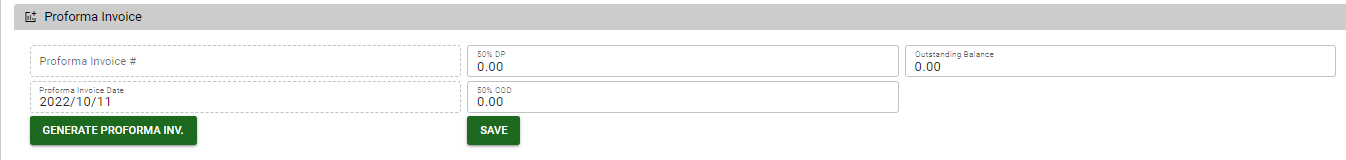 Proforma Invoice
Proforma Invoice #
50% DP
0.00
Outstanding Balance
0.00
Proforma Invoice Date
2022/10/11
50% COD
0.00
GENERATE PROFORMA INV.
SAVE